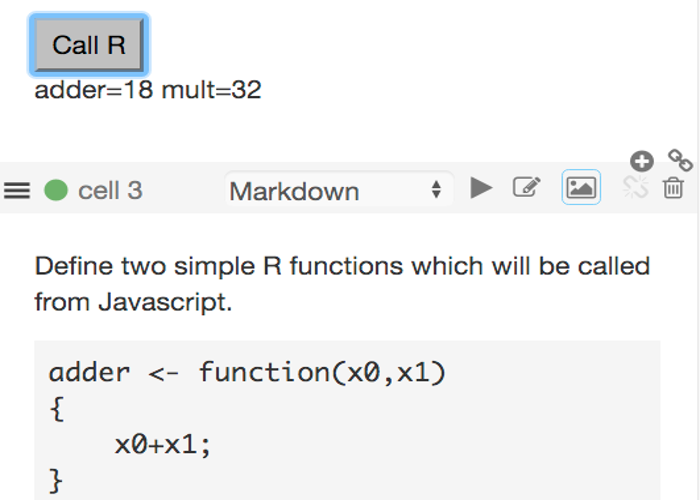 Call R
adder=18 mult=32
cell 3 Markdown
Define two simple R functions which will be called
from Javascript.
adder <- function(x0,x1)
{
    x0+x1;
}